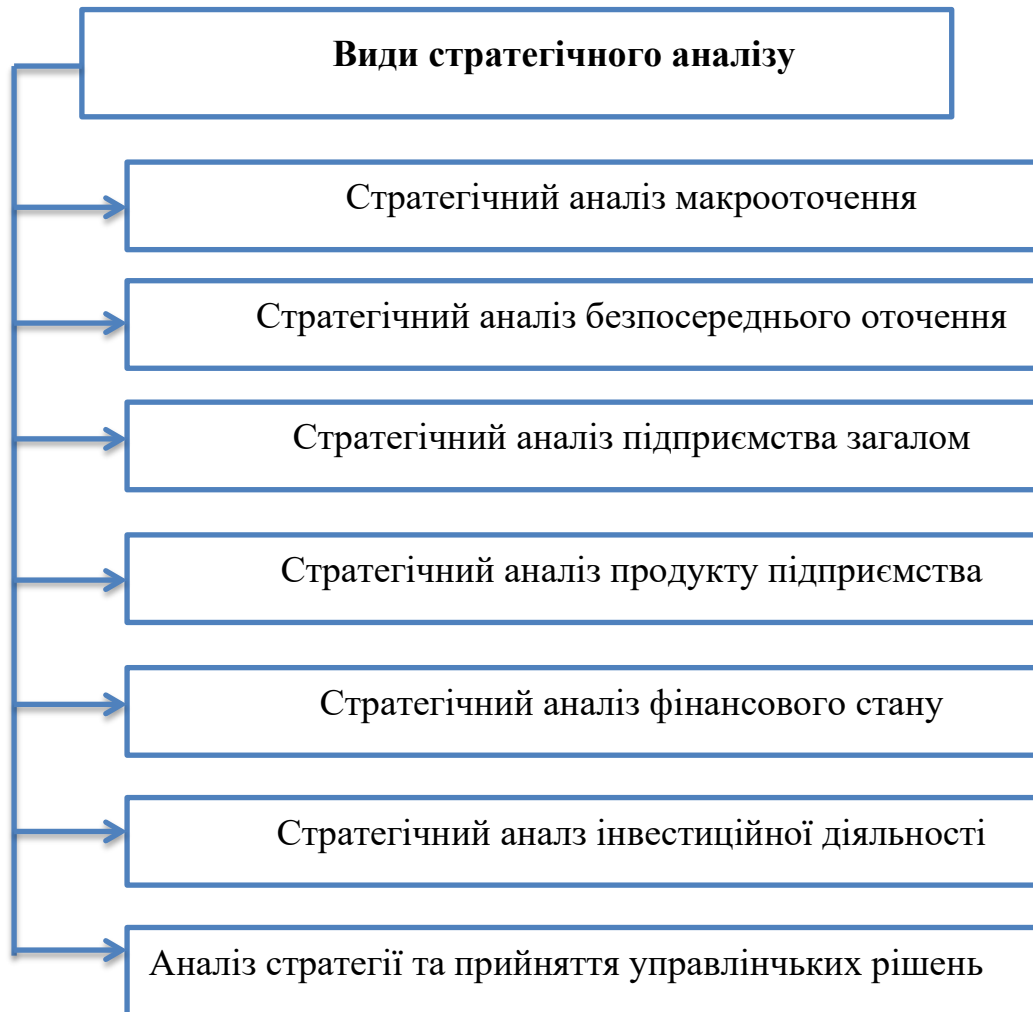 Види стратегічного аналізу
Стратегічний аналіз макрооточення
Стратегічний аналіз безпосереднього оточення
Стратегічний аналіз підприємства загалом
Стратегічний аналіз продукту підприємства
Стратегічний аналіз фінансового стану
Стратегічний аналз інвестиційної діяльності
Аналіз стратегії та прийняття управлінчьких рішень